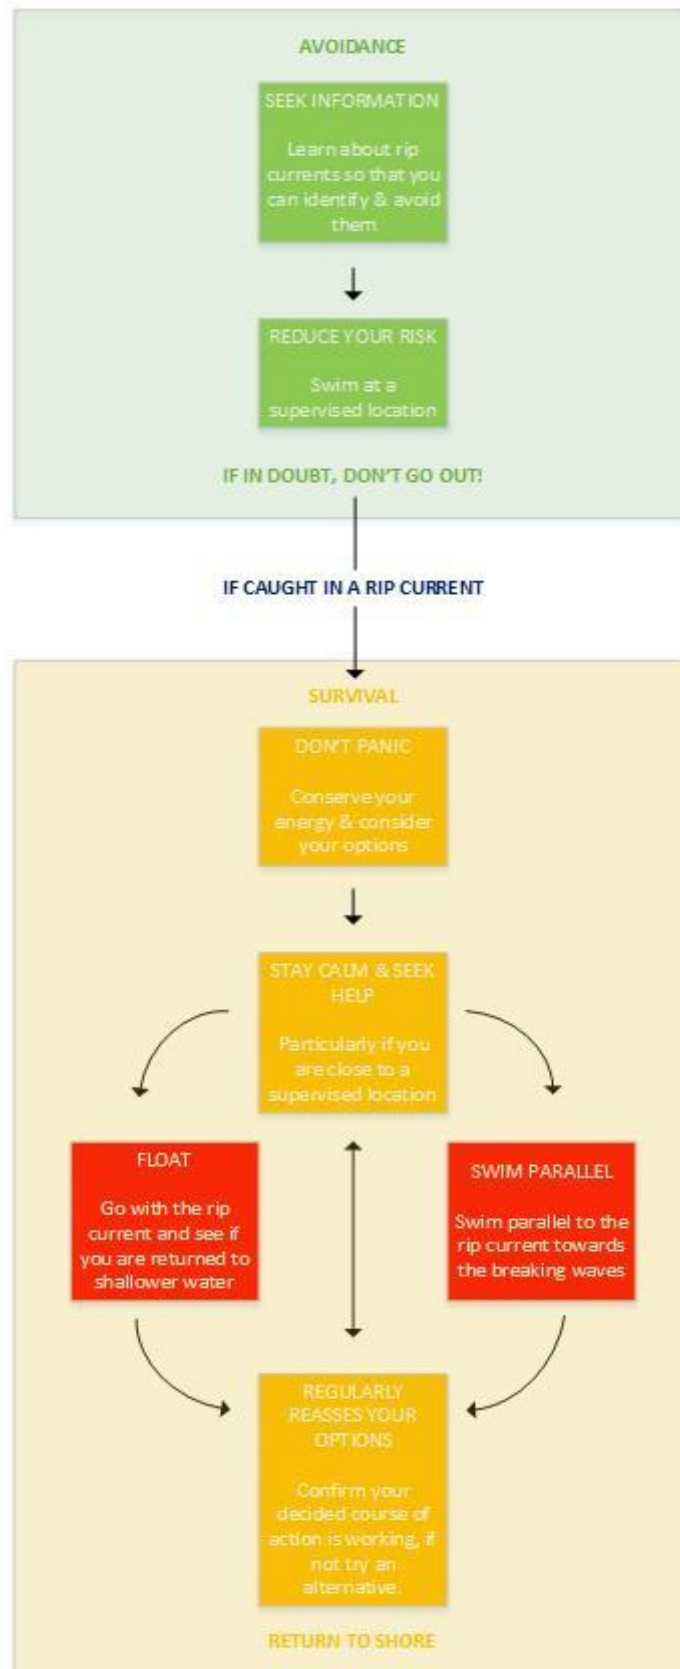 AVOIDANCE
SEEK INFORMATION
Learn about rip
currents so that you
can identify & avoid
them
REDUCE YOUR RISK
Swim at a
supervised location
IF IN DOUBT, DON'T GO OUT!
IF CAUGHT IN A RIP CURRENT
SURVIVAL
DON'T PANIC
Conserve your
energy & consider
your options
STAY CALM & SEEK
HELP
Particularly if you
are close to a
supervised location
FLOAT
Go with the rip
current and see if
you are returned to
shallower water
SWIM PARALLEL
Swim parallel to the
rip current towards
the breaking waves
REGULARLY
REASSES YOUR
OPTIONS
Confirm your
decided course of
action is working, if
not try an
alternative.
RETURN TO SHORE